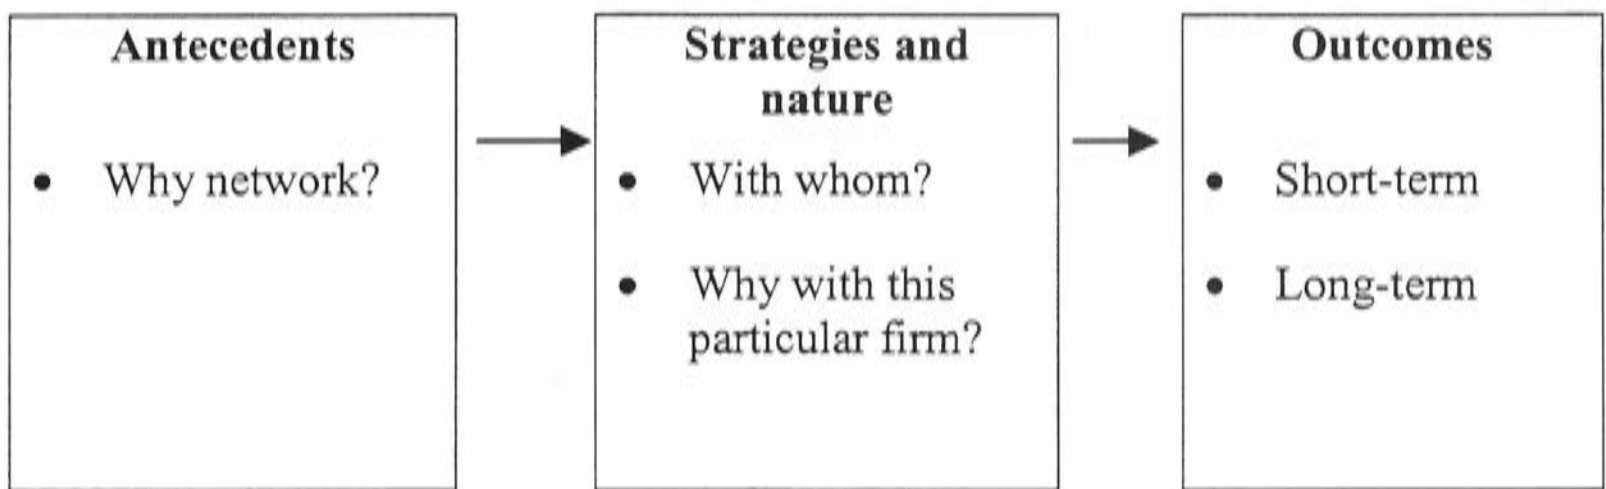 Antecedents
• Why network?
Strategies and
nature
• With whom?
• Why with this
particular firm?
Outcomes
• Short-term
• Long-term